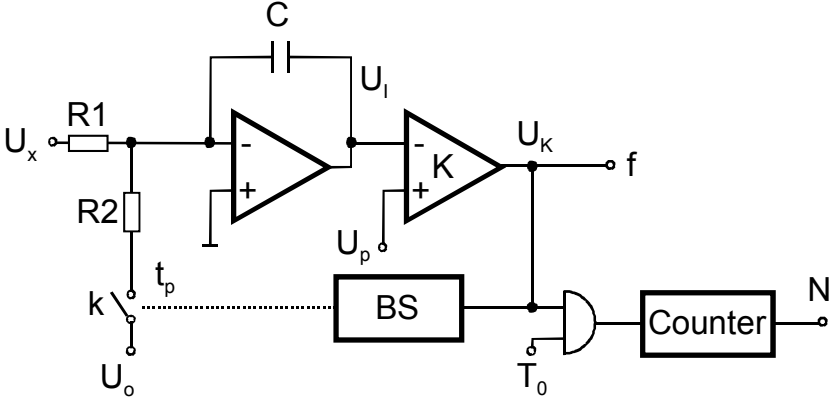 C
U_I
R1
U_x
-
+
-
K
+
U_K
f
R2
U_p
t_p
k
BS
Counter
N
U_o
T_0